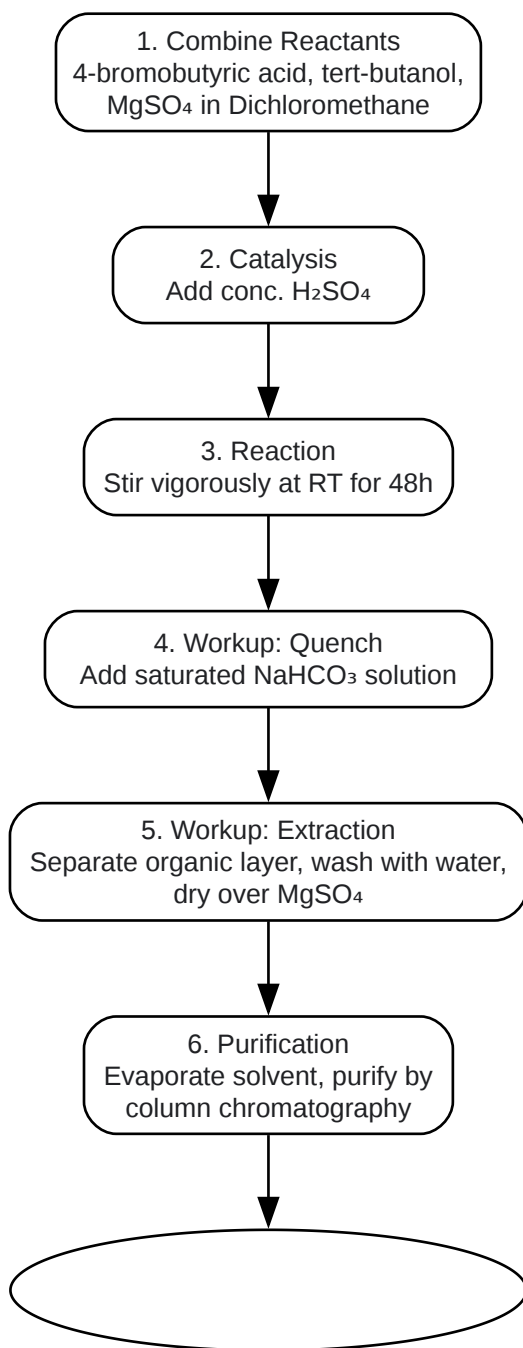 1. Combine Reactants
4-bromobutyric acid, tert-butanol,
MgSO₄ in Dichloromethane
2. Catalysis
Add conc. H₂SO₄
3. Reaction
Stir vigorously at RT for 48h
4. Workup: Quench
Add saturated NaHCO₃ solution
5. Workup: Extraction
Separate organic layer, wash with water,
dry over MgSO₄
6. Purification
Evaporate solvent, purify by
column chromatography